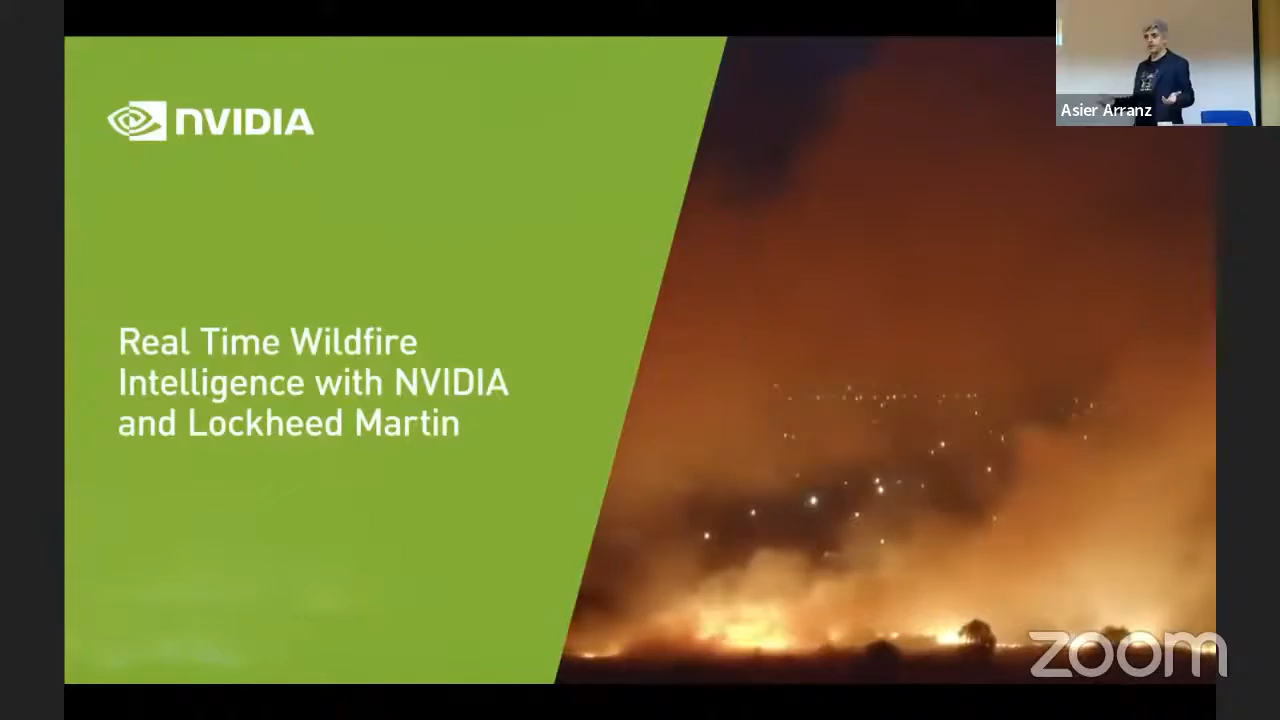 NVIDIA
Asier Arranz
Real Time Wildfire
Intelligence with NVIDIA
and Lockheed Martin
zoom